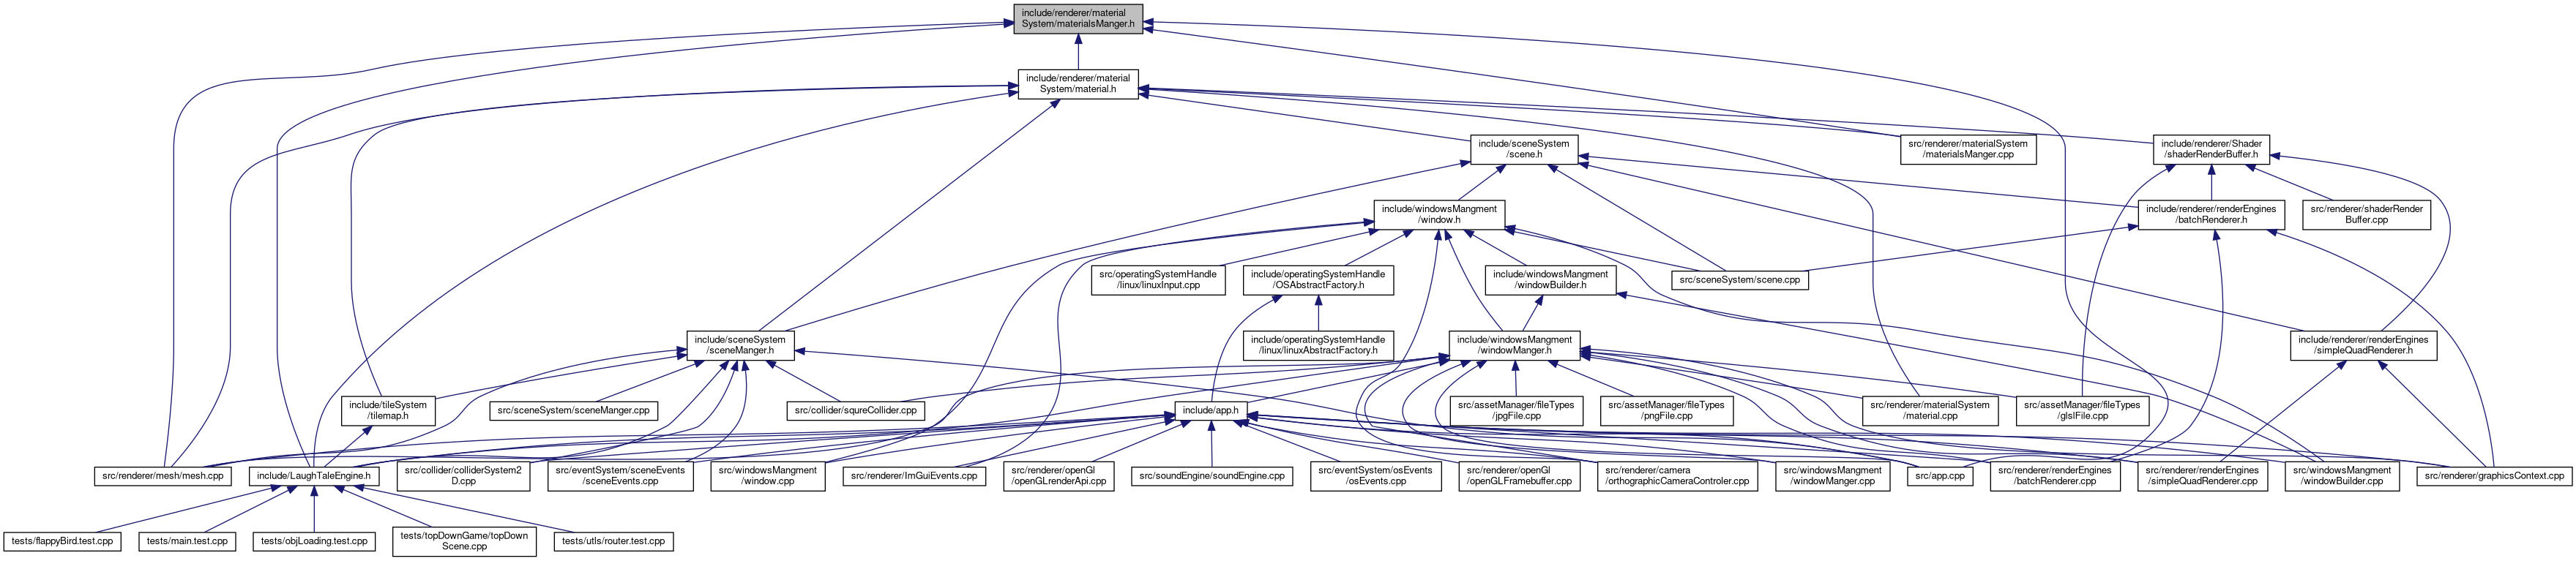 include/renderer/material
System/materialsManger.h
include/renderer/material
System/material.h
include/sceneSystem
/scene.h
src/renderer/materialSystem
/materialsManger.cpp
include/renderer/Shader
/shaderRenderBuffer.h
include/windowsMangment
/window.h
include/renderer/renderEngines
/batchRenderer.h
src/renderer/shaderRender
Buffer.cpp
src/operatingSystemHandle
/linux/linuxInput.cpp
include/operatingSystemHandle
/OSAbstractFactory.h
include/windowsMangment
/windowBuilder.h
src/sceneSystem/scene.cpp
include/sceneSystem
/sceneManger.h
include/operatingSystemHandle
/linux/linuxAbstractFactory.h
include/windowsMangment
/windowManger.h
include/renderer/renderEngines
/simpleQuadRenderer.h
include/tileSystem
/tilemap.h
src/sceneSystem/sceneManger.cpp
src/collider/squreCollider.cpp
include/app.h
src/assetManager/fileTypes
/jpgFile.cpp
src/assetManager/fileTypes
/pngFile.cpp
src/renderer/materialSystem
/material.cpp
src/assetManager/fileTypes
/glslFile.cpp
src/renderer/mesh/mesh.cpp
include/LaughTaleEngine.h
src/collider/colliderSystem2
D.cpp
src/eventSystem/sceneEvents
/sceneEvents.cpp
src/windowsMangment
/window.cpp
src/renderer/ImGuiEvents.cpp
src/renderer/openGl
/openGLrenderApi.cpp
src/soundEngine/soundEngine.cpp
src/eventSystem/osEvents
/osEvents.cpp
src/renderer/openGl
/openGLFramebuffer.cpp
src/renderer/camera
/orthographicCameraControler.cpp
src/windowsMangment
/windowManger.cpp
src/app.cpp
src/renderer/renderEngines
/batchRenderer.cpp
src/renderer/renderEngines
/simpleQuadRenderer.cpp
src/windowsMangment
/windowBuilder.cpp
src/renderer/graphicsContext.cpp
tests/flappyBird.test.cpp
tests/main.test.cpp
tests/objLoading.test.cpp
tests/topDownGame/topDown
Scene.cpp
tests/utls/router.test.cpp